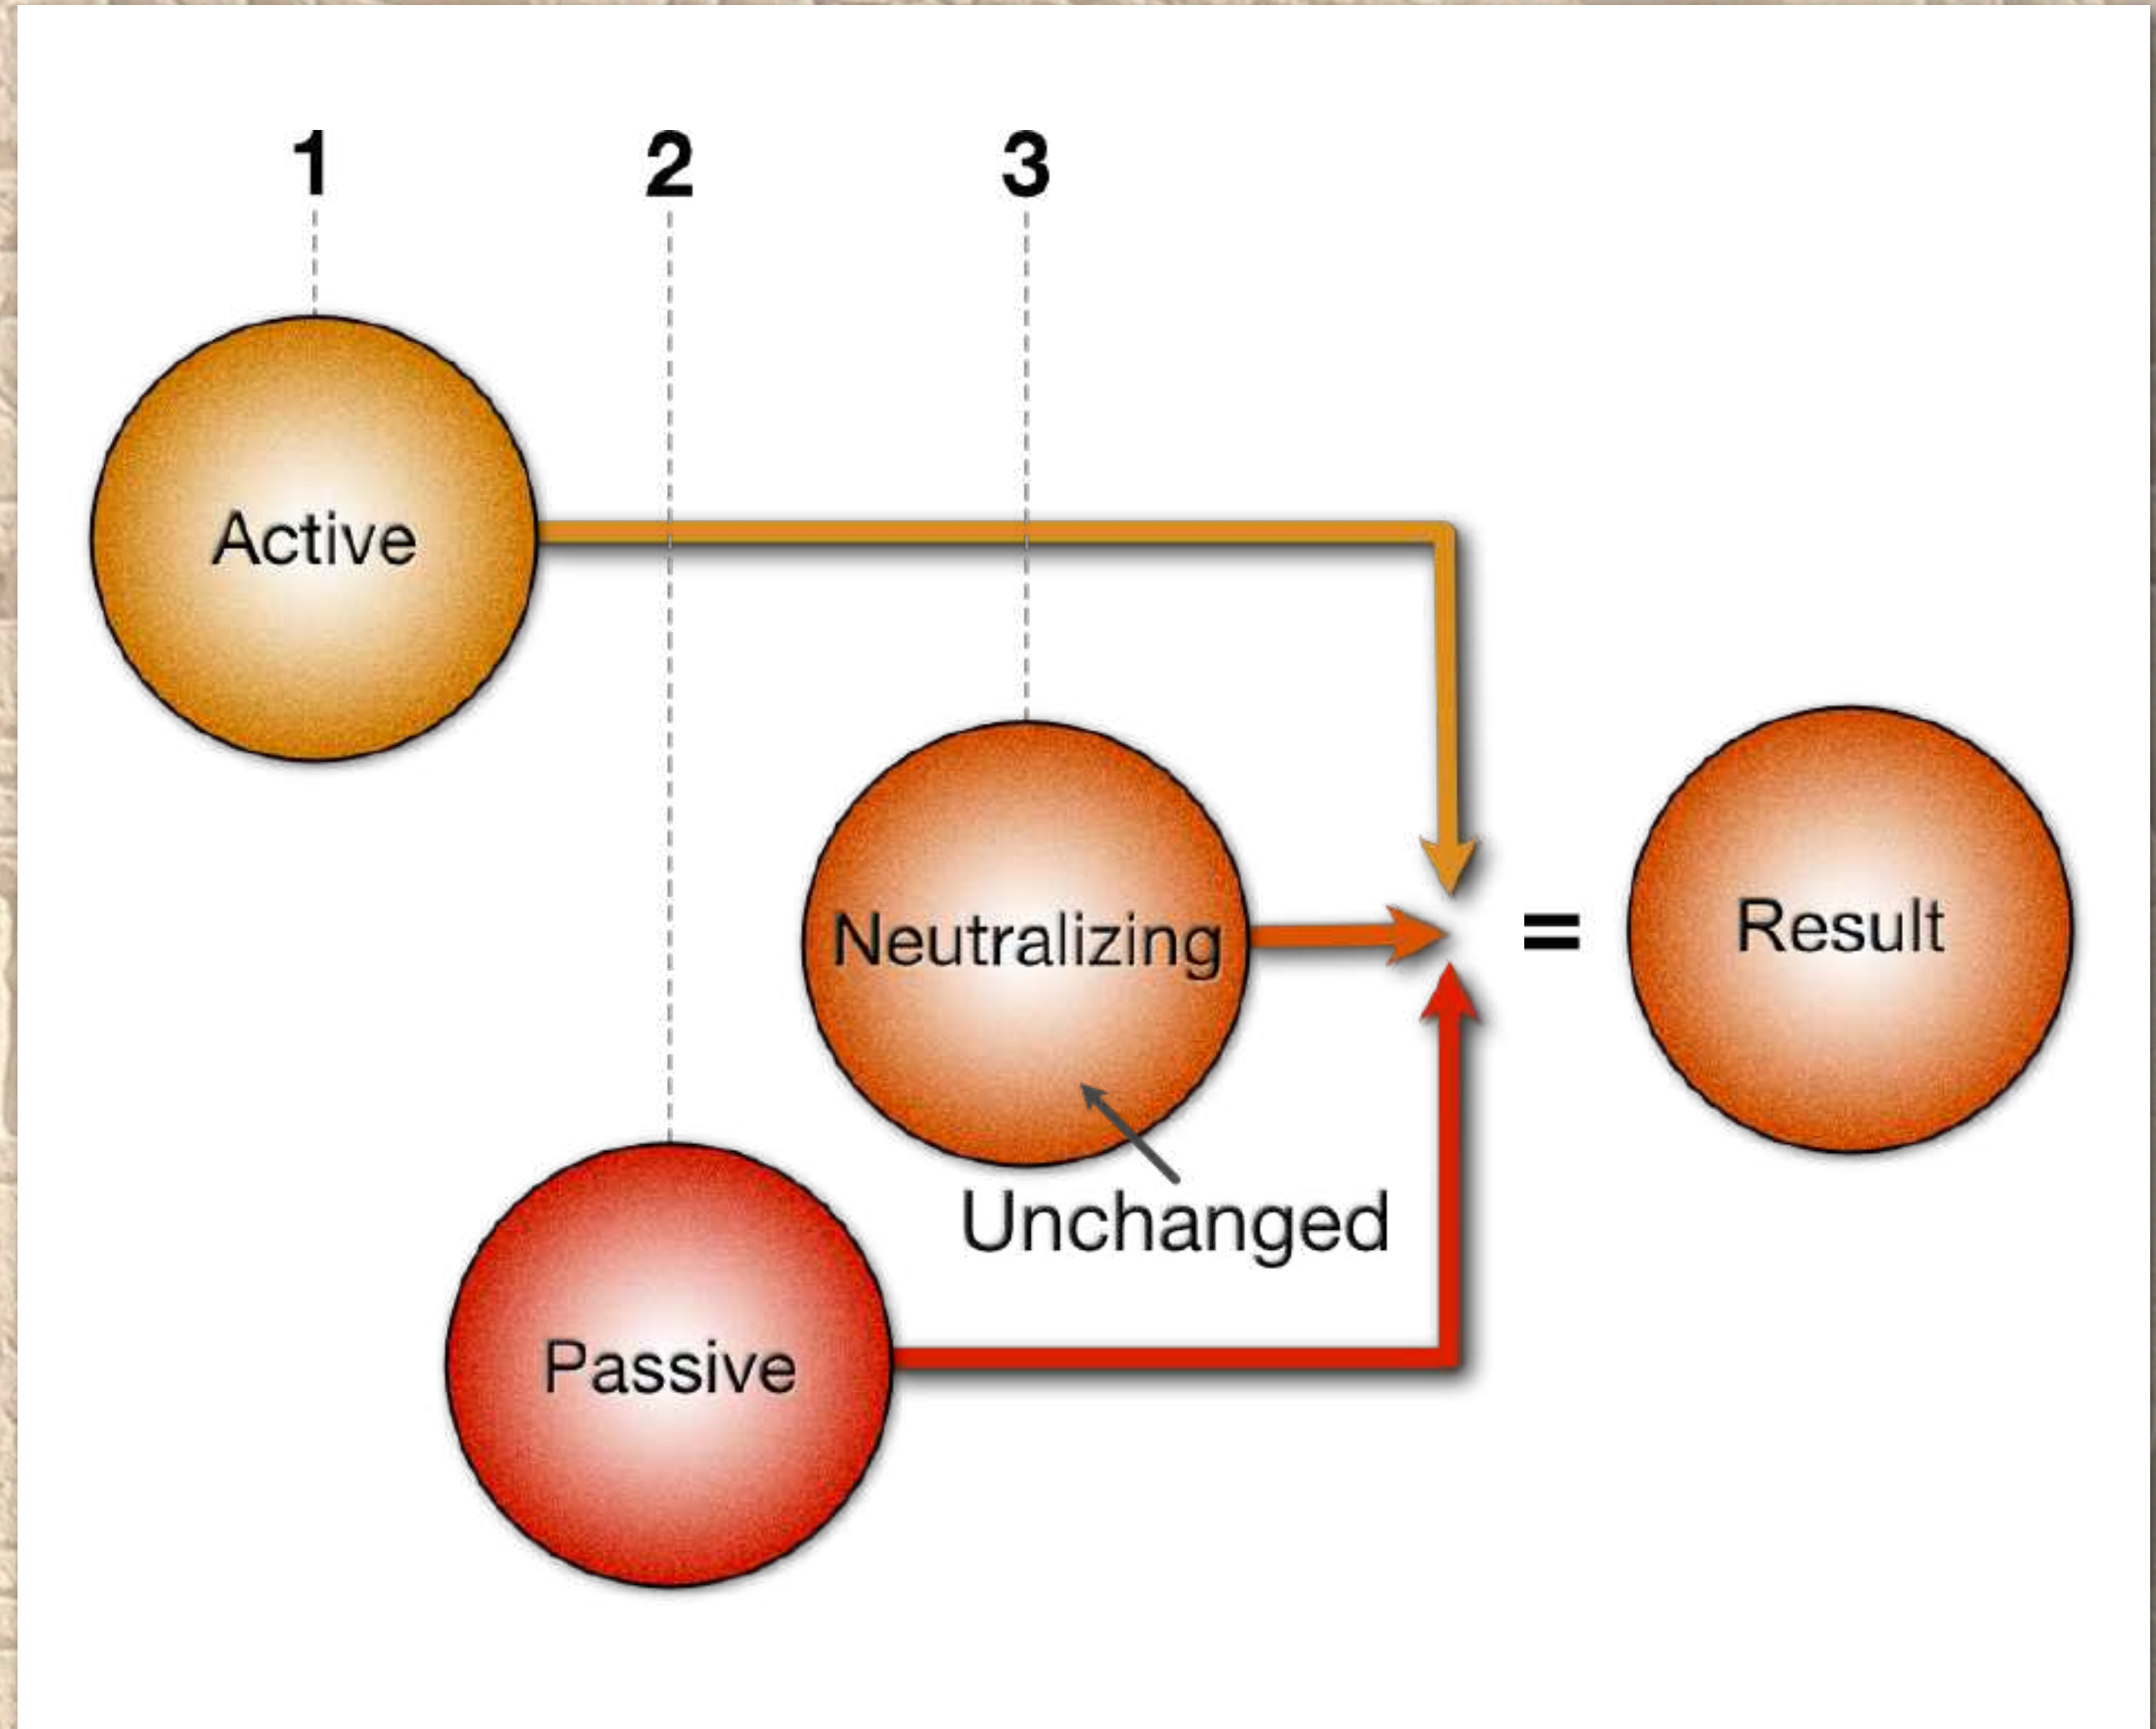 1 2 3
Active
Neutralizing
=
Result
Unchanged
Passive